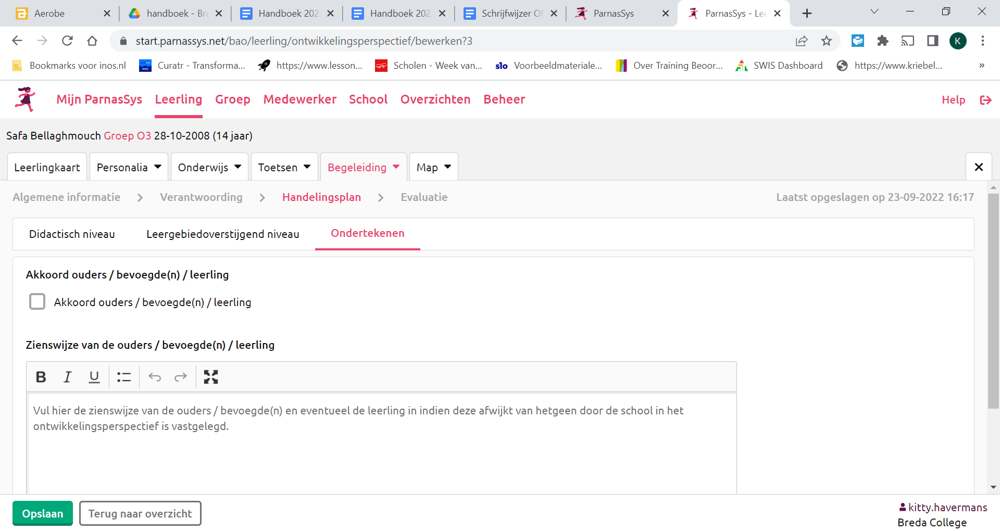 Aerobe
handboek - Bre
Handboek 202
Handboek 202
Schrijfwijzer OP
ParnasSys
ParnasSys - Lee
start.parnassys.net/bao/leerling/ontwikkelingsperspectief/bewerken?3
K
Bookmarks voor inos.nl
Curatr - Transforma...
https://www.lesson...
Scholen - Week van...
slo Voorbeeldmateriale...
Over Training Beoor...
SWIS Dashboard
https://www.kriebel...
»
Mijn ParnasSys Leerling Groep Medewerker School Overzichten Beheer Help
Safa Bellaghmouch Groep O3 28-10-2008 (14 jaar)
Leerlingkaart Personalia Onderwijs Toetsen Begeleiding Map
Algemene informatie Verantwoording Handelingsplan Evaluatie Laatst opgeslagen op 23-09-2022 16:17
Didactisch niveau Leergebiedoverstijgend niveau Ondertekenen
Akkoord ouders / bevoegde(n) / leerling
Akkoord ouders / bevoegde(n) / leerling
Zienswijze van de ouders / bevoegde(n) / leerling
B I U
Vul hier de zienswijze van de ouders / bevoegde(n) en eventueel de leerling in indien deze afwijkt van hetgeen door de school in het
ontwikkelingsperspectief is vastgelegd.
Opslaan Terug naar overzicht
kitty.havermans
Breda College